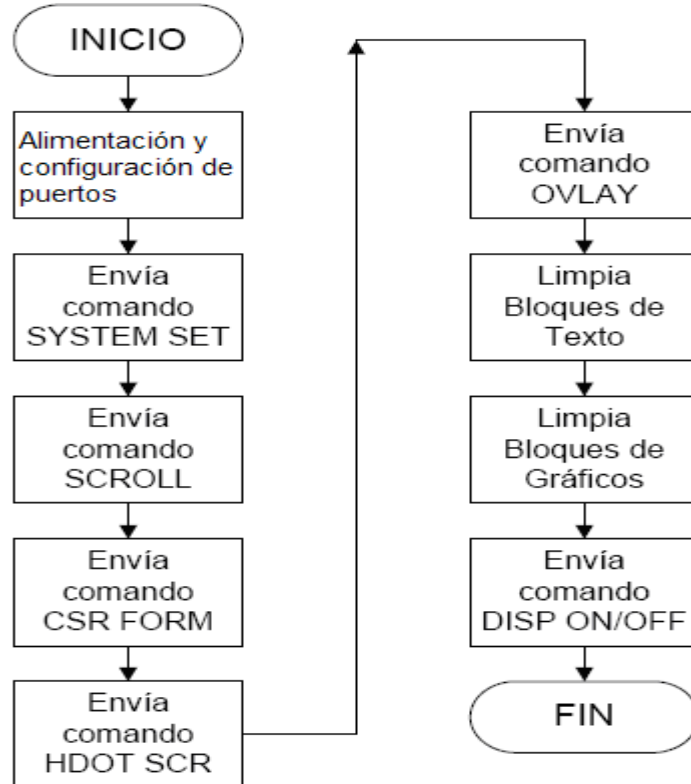 INICIO
Alimentación y
configuración de
puertos
Envía
comando
SYSTEM SET
Envía
comando
SCROLL
Envía
comando
CSR FORM
Envía
comando
HDOT SCR
Envía
comando
OVLAY
Limpia
Bloques de
Texto
Limpia
Bloques de
Gráficos
Envía
comando
DISP ON/OFF
FIN